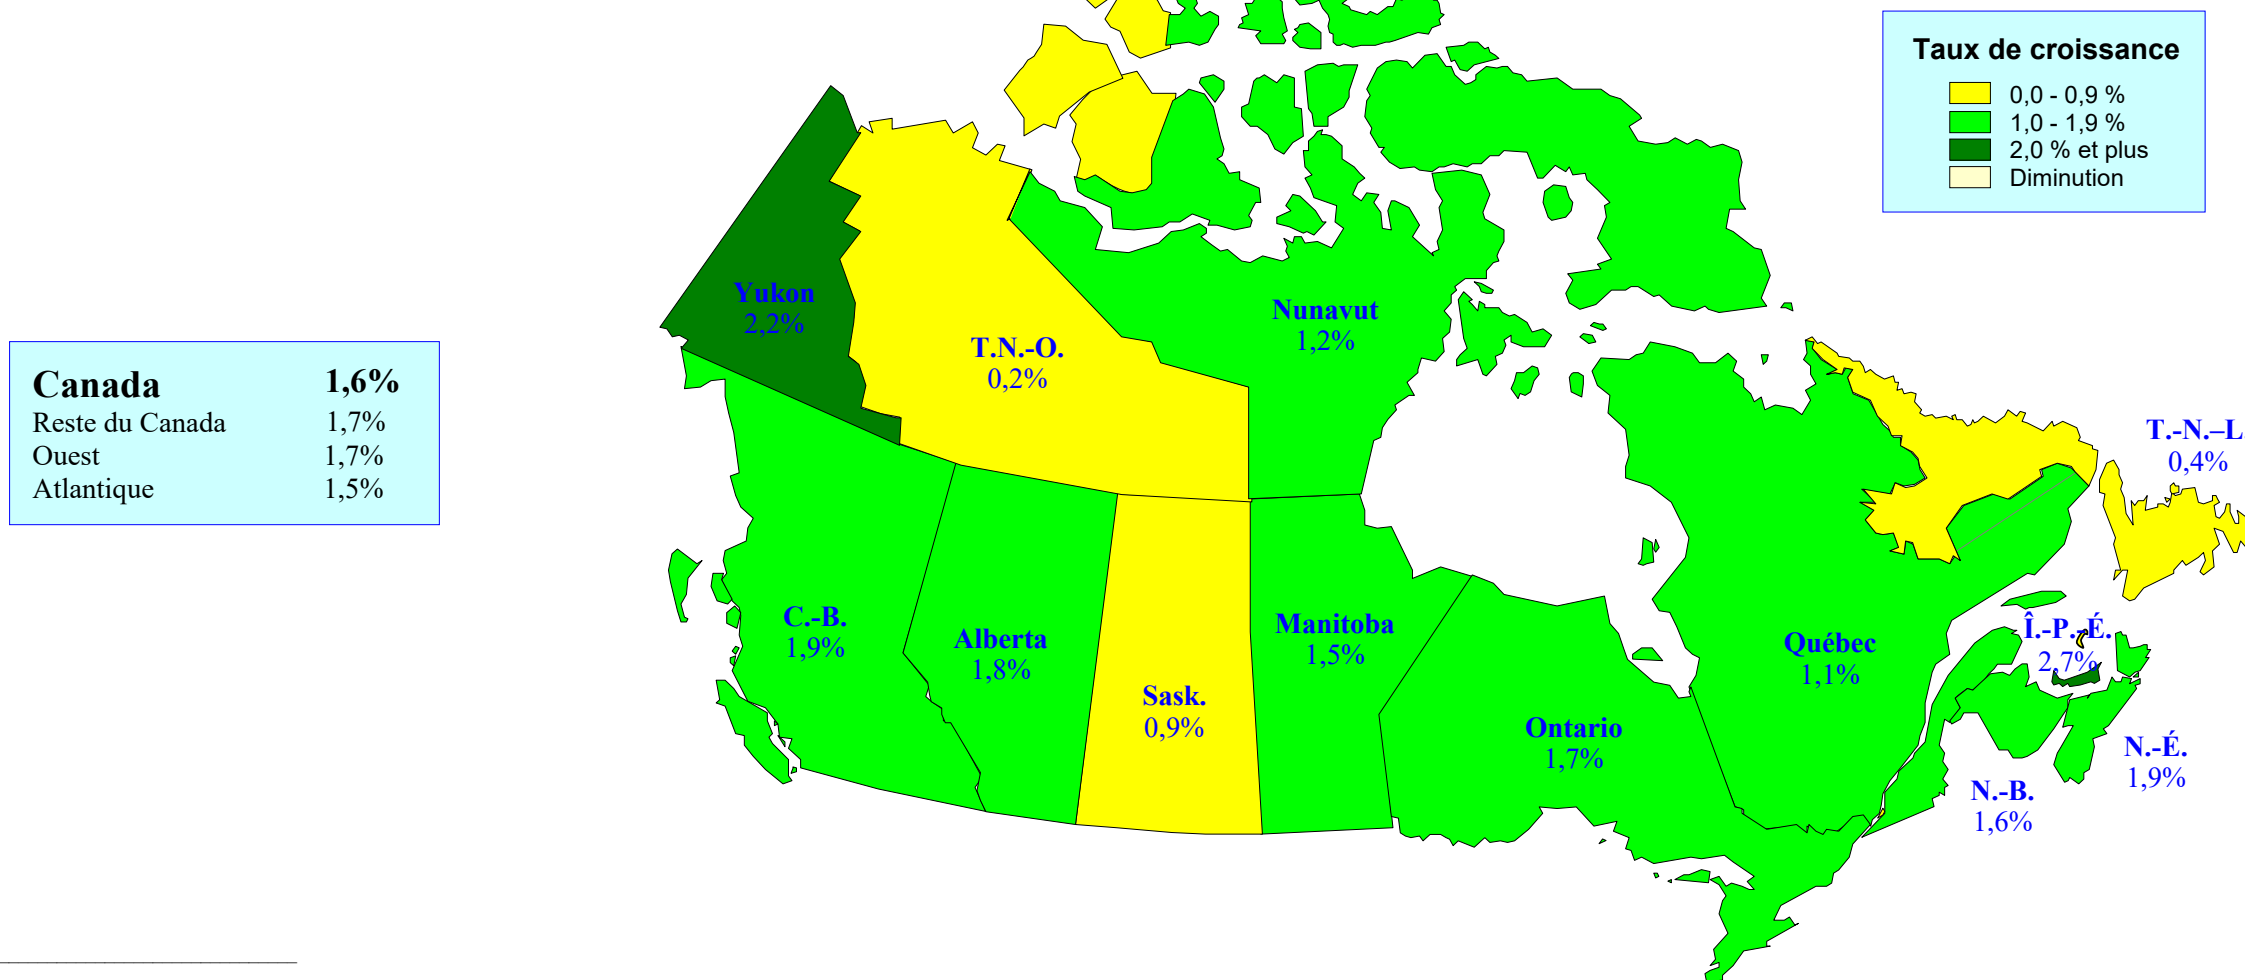 Taux de croissance
0,0 - 0,9 %
1,0 - 1,9 %
2,0 % et plus
Diminution
Yukon
2,2%
T.N.-O.
0,2%
Nunavut
1,2%
Canada 1,6%
Reste du Canada 1,7%
Ouest 1,7%
Atlantique 1,5%
T.-N.–L
0,4%
C.-B.
1,9%
Alberta
1,8%
Sask.
0,9%
Manitoba
1,5%
Ontario
1,7%
Québec
1,1%
Î.-P.-É.
2,7%
N.-É.
1,9%
N.-B.
1,6%